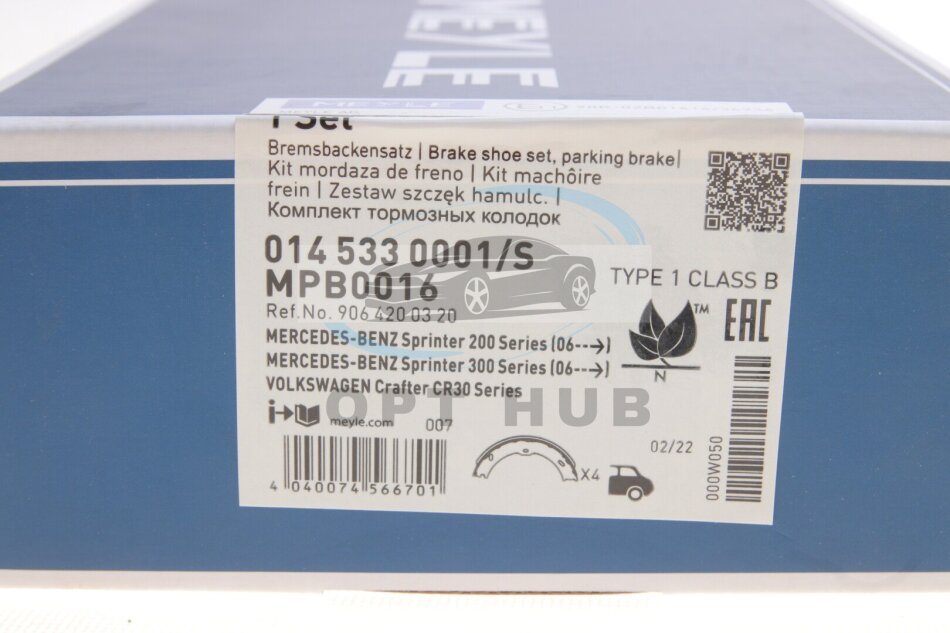 MEYLE
MEYLE
1 Set
Bremsbackensatz | Brake shoe set, parking brake|
Kit mordaza de freno | Kit machôire
frein | Zestaw szczęk hamulc. |
Комплект тормозных колодок
014 533 0001/S
MPB0016
TYPE 1 CLASS B
Ref.No. 906 420 03 20
TM
EAC
MERCEDES-BENZ Sprinter 200 Series (06--->)
MERCEDES-BENZ Sprinter 300 Series (06--->)
N
VOLKSWAGEN Crafter CR30 Series
OPT HUB
meyle.com 007
02/22
000W050
X4
4 040074 566701